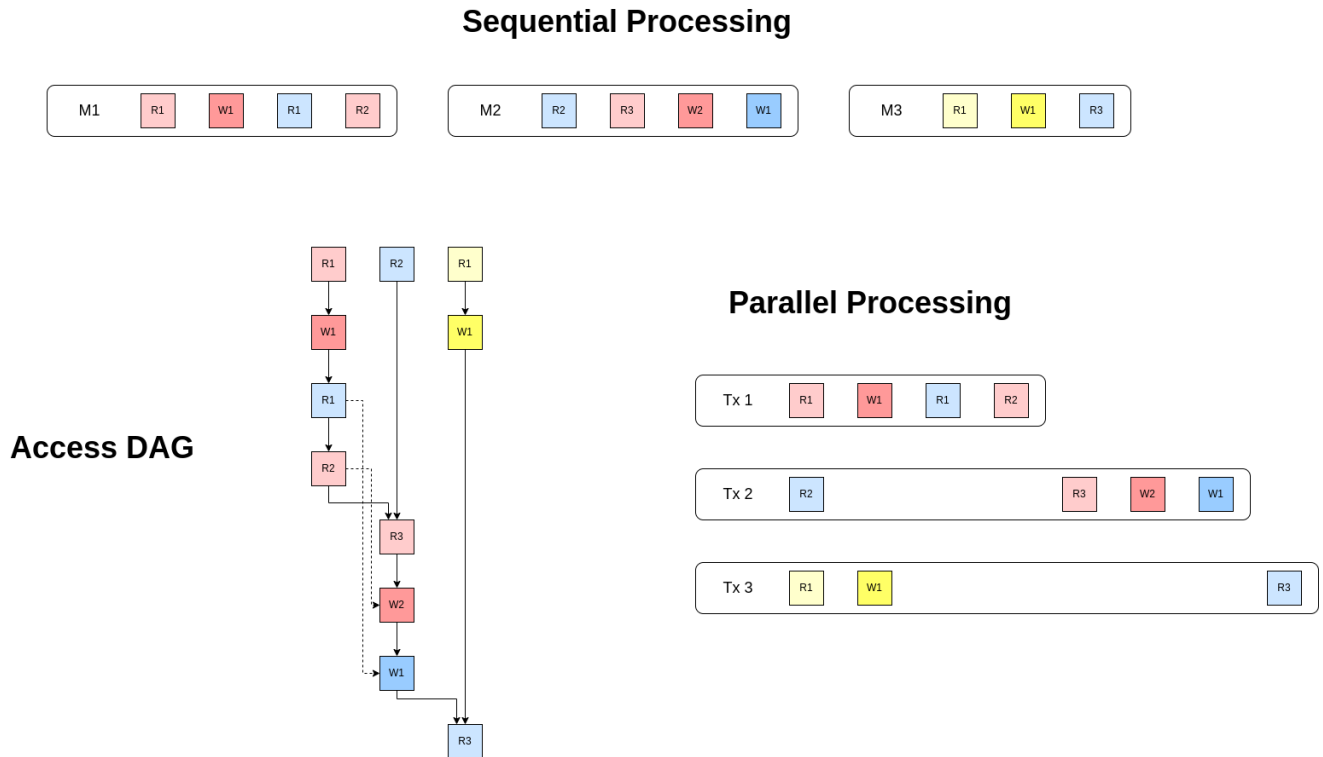 Sequential Processing
M1 R1 W1 R1 R2
M2 R2 R3 W2 W1
M3 R1 W1 R3
Access DAG
R1 R2 R1
W1 W1
R1
R2
R3
W2
W1
R3
Parallel Processing
Tx 1 R1 W1 R1 R2
Tx 2 R2 R3 W2 W1
Tx 3 R1 W1 R3